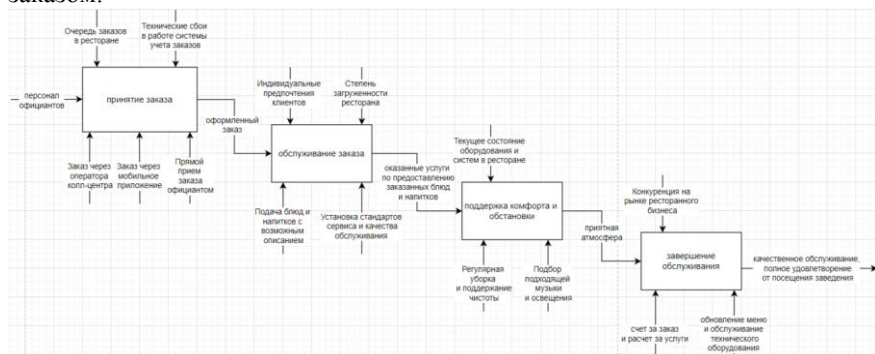 заказом.
Очередь заказов
в ресторане
Технические сбои
в работе системы
учета заказов
персонал
официантов
принятие заказа
оформленный
заказ
Заказ через
оператора
колл-центра
Заказ через
мобильное
приложение
Прямой
прием
заказа
официантом
Индивидуальные
предпочтения
клиентов
Степень
загруженности
ресторана
обслуживание заказа
оказанные услуги
по предоставлению
заказанных блюд
и напитков
Подача блюд и
напитков с
возможным
описанием
Установка стандартов
сервиса и качества
обслуживания
Текущее состояние
оборудования и
систем в ресторане
поддержка комфорта и
обстановки
приятная
атмосфера
Регулярная
уборка
и поддержание
чистоты
Подбор
подходящей
музыки
и освещения
Конкуренция на
рынке ресторанного
бизнеса
завершение
обслуживания
качественное обслуживание,
полное удовлетворение
от посещения заведения
счет за заказ
и расчет за услуги
обновление меню
и обслуживание
технического
оборудования